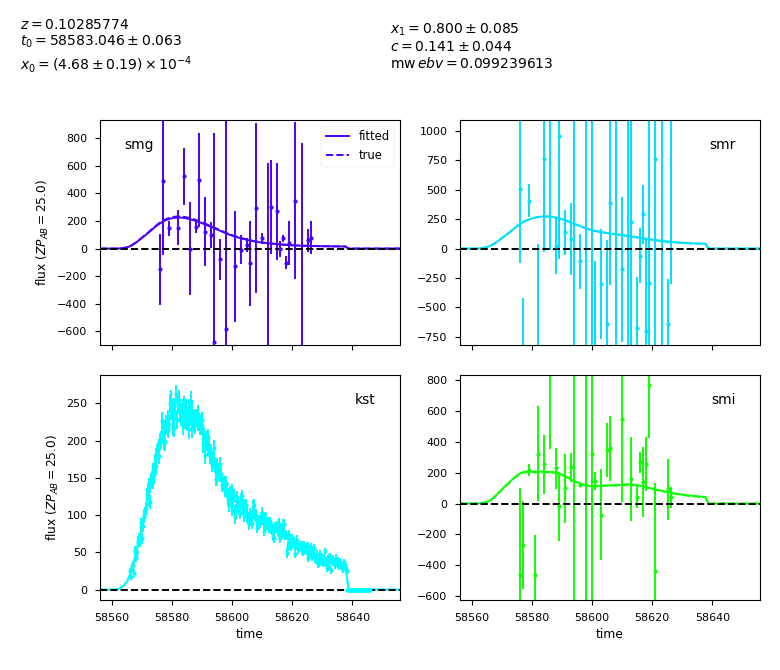 z = 0.10285774
t₀ = 58583.046 ± 0.063
x₀ = (4.68 ± 0.19) × 10⁻⁴
x₁ = 0.800 ± 0.085
c = 0.141 ± 0.044
mw ebv = 0.099239613
smg
fitted
true
800
600
400
200
0
−200
−400
−600
flux (ZP_AB = 25.0)
smr
1000
750
500
250
0
−250
−500
−750
kst
250
200
150
100
50
0
flux (ZP_AB = 25.0)
58560 58580 58600 58620 58640
time
smi
800
600
400
200
0
−200
−400
−600
58560 58580 58600 58620 58640
time